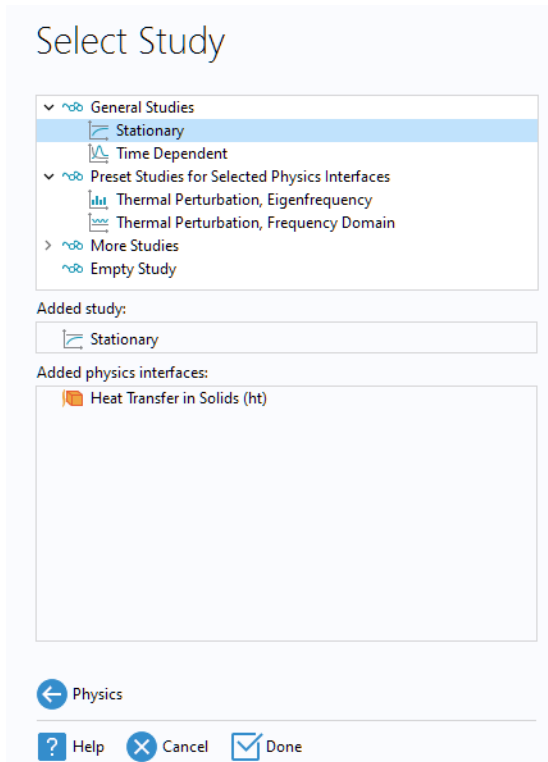 Select Study
General Studies
Stationary
Time Dependent
Preset Studies for Selected Physics Interfaces
Thermal Perturbation, Eigenfrequency
Thermal Perturbation, Frequency Domain
More Studies
Empty Study
Added study:
Stationary
Added physics interfaces:
Heat Transfer in Solids (ht)
Physics
? Help
Cancel
Done